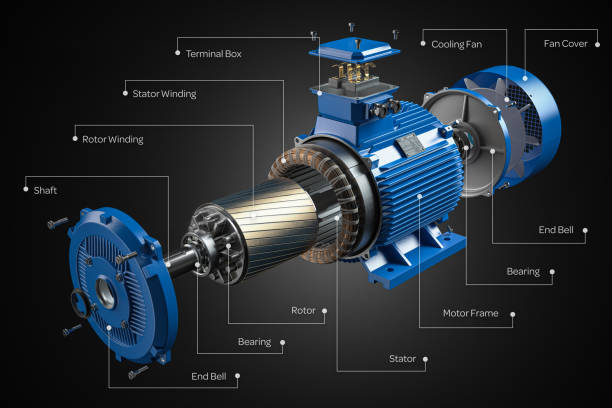 Terminal Box
Cooling Fan
Fan Cover
Stator Winding
Rotor Winding
Shaft
End Bell
Bearing
Rotor
Motor Frame
Bearing
Stator
End Bell